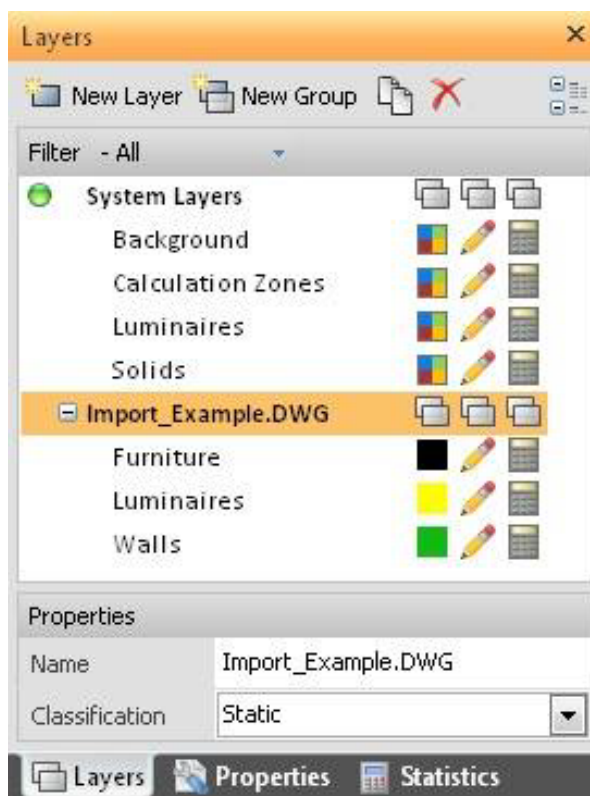 Layers
New Layer New Group
Filter - All
System Layers
Background
Calculation Zones
Luminaires
Solids
Import_Example.DWG
Furniture
Luminaires
Walls
Properties
Name Import_Example.DWG
Classification Static
Layers Properties Statistics